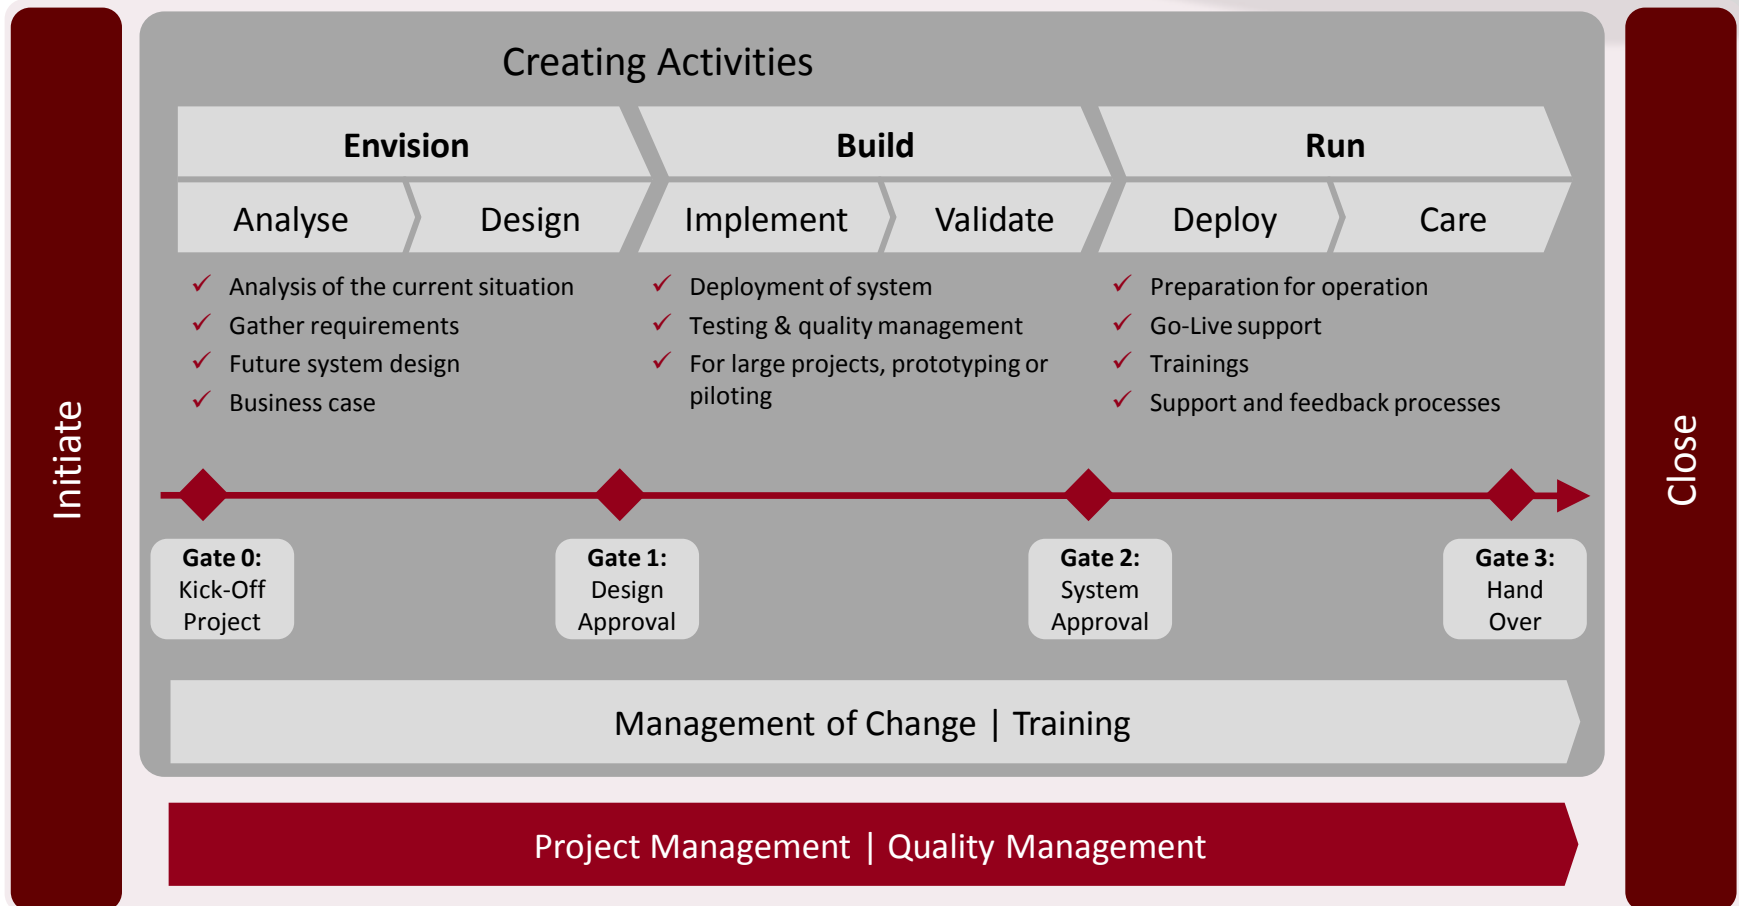 Initiate
Creating Activities
Envision
Build
Run
Analyse
Design
Implement
Validate
Deploy
Care
✓ Analysis of the current situation
✓ Gather requirements
✓ Future system design
✓ Business case
✓ Deployment of system
✓ Testing & quality management
✓ For large projects, prototyping or
piloting
✓ Preparation for operation
✓ Go-Live support
✓ Trainings
✓ Support and feedback processes
Gate 0:
Kick-Off
Project
Gate 1:
Design
Approval
Gate 2:
System
Approval
Gate 3:
Hand
Over
Management of Change | Training
Project Management | Quality Management
Close